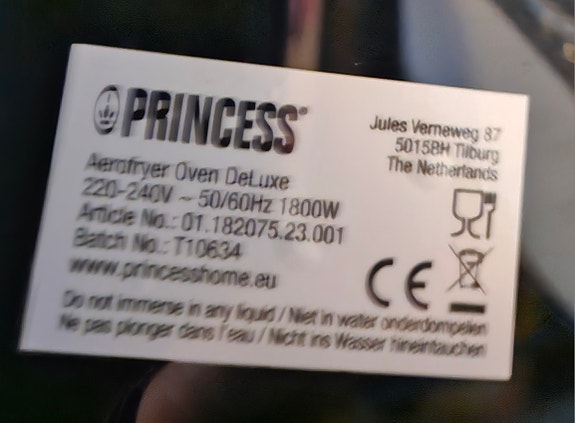 PRINCESS®
Aerofryer Oven DeLuxe
220-240V ~ 50/60Hz 1800W
Article No.: 01.182075.23.001
Batch No.: T10634
www.princesshome.eu
Jules Verneweg 87
5015BH Tilburg
The Netherlands
CE
Do not immerse in any liquid / Niet in water onderdompelen
Ne pas plonger dans l'eau / Nicht ins Wasser hineintauchen